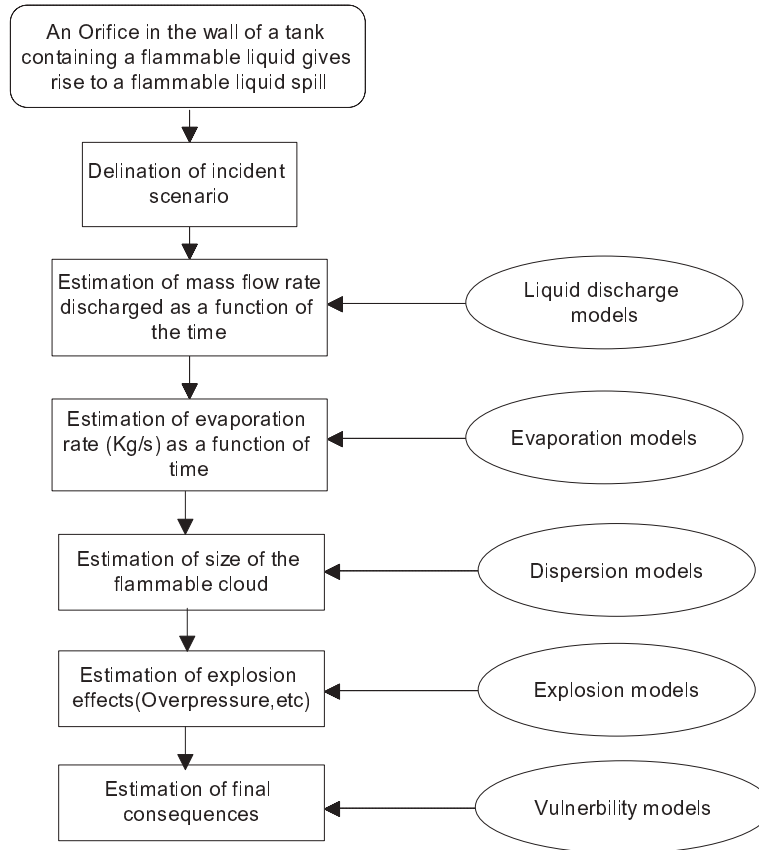 An Orifice in the wall of a tank
containing a flammable liquid gives
rise to a flammable liquid spill
Delination of incident
scenario
Estimation of mass flow rate
discharged as a function of
the time
Liquid discharge
models
Estimation of evaporation
rate (Kg/s) as a function of
time
Evaporation models
Estimation of size of the
flammable cloud
Dispersion models
Estimation of explosion
effects(Overpressure,etc)
Explosion models
Estimation of final
consequences
Vulnerbility models